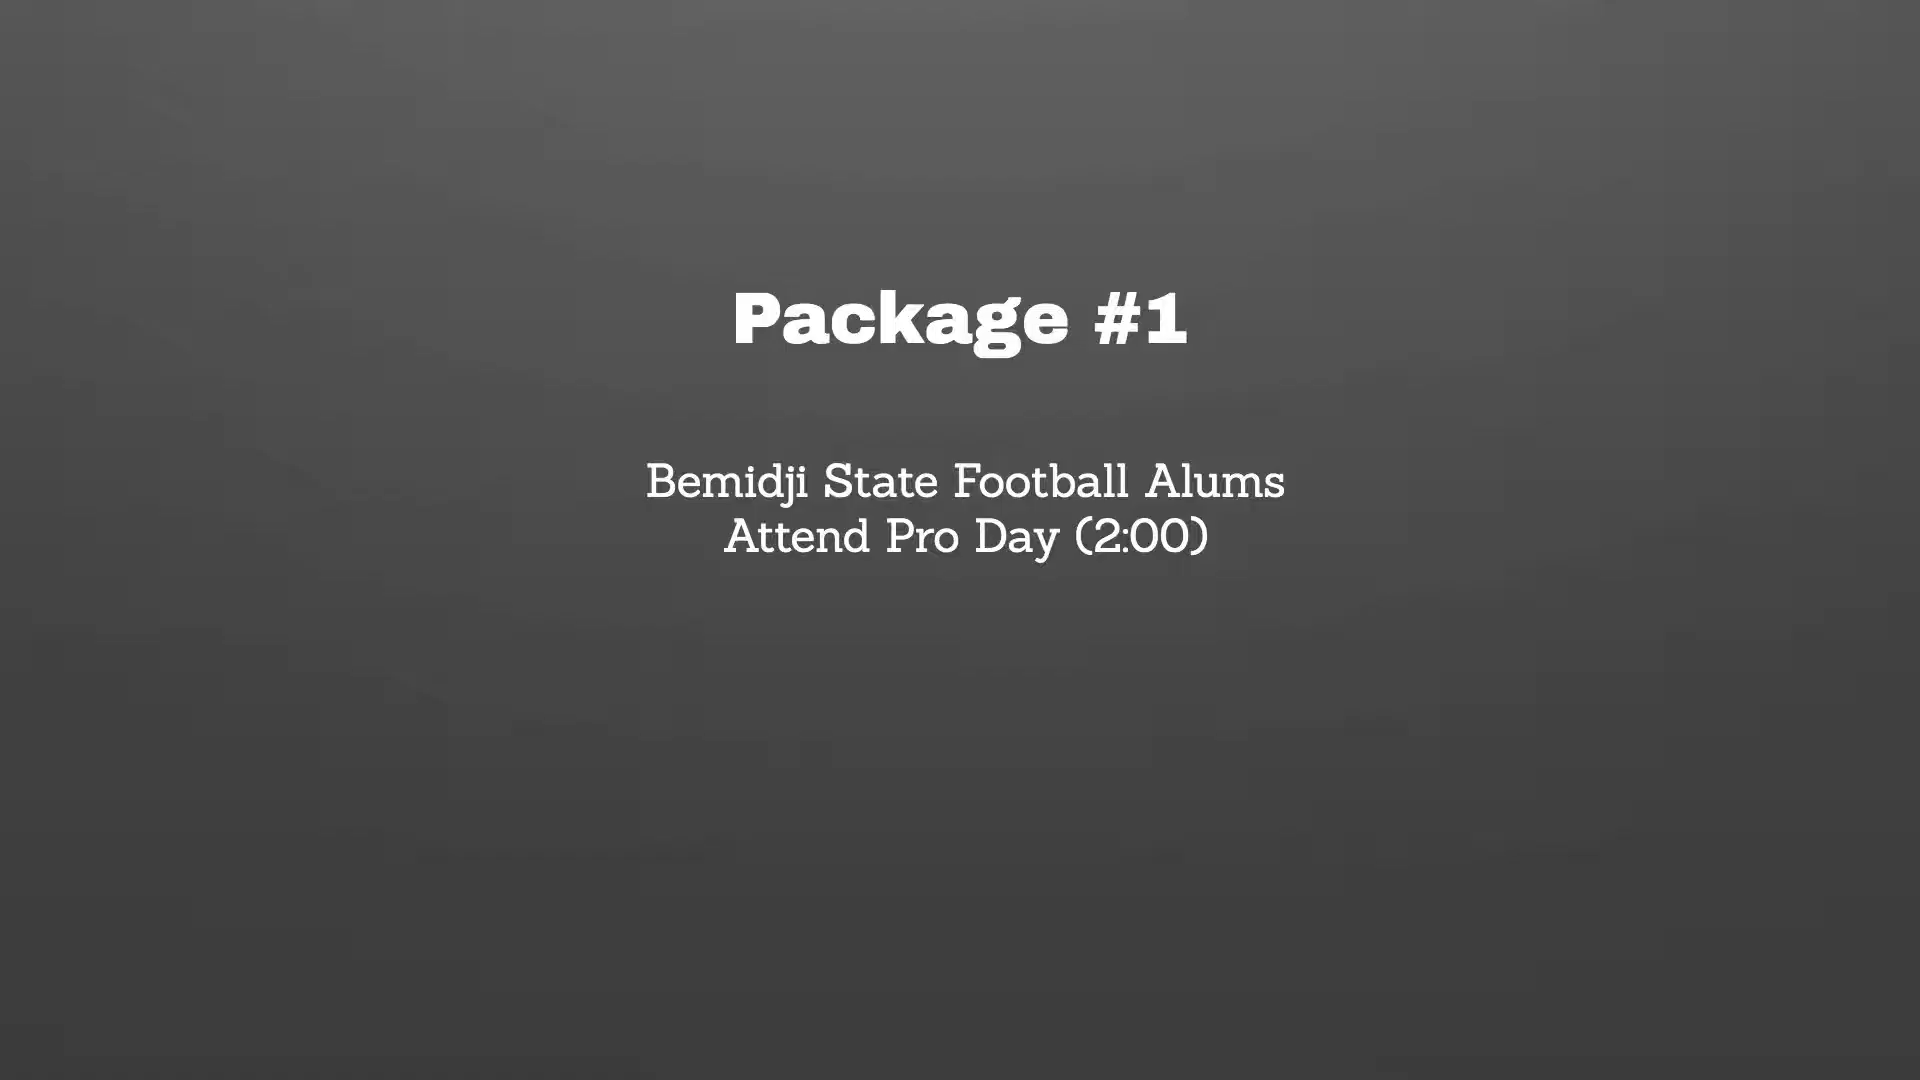 Package #1
Bemidji State Football Alums
Attend Pro Day (2:00)